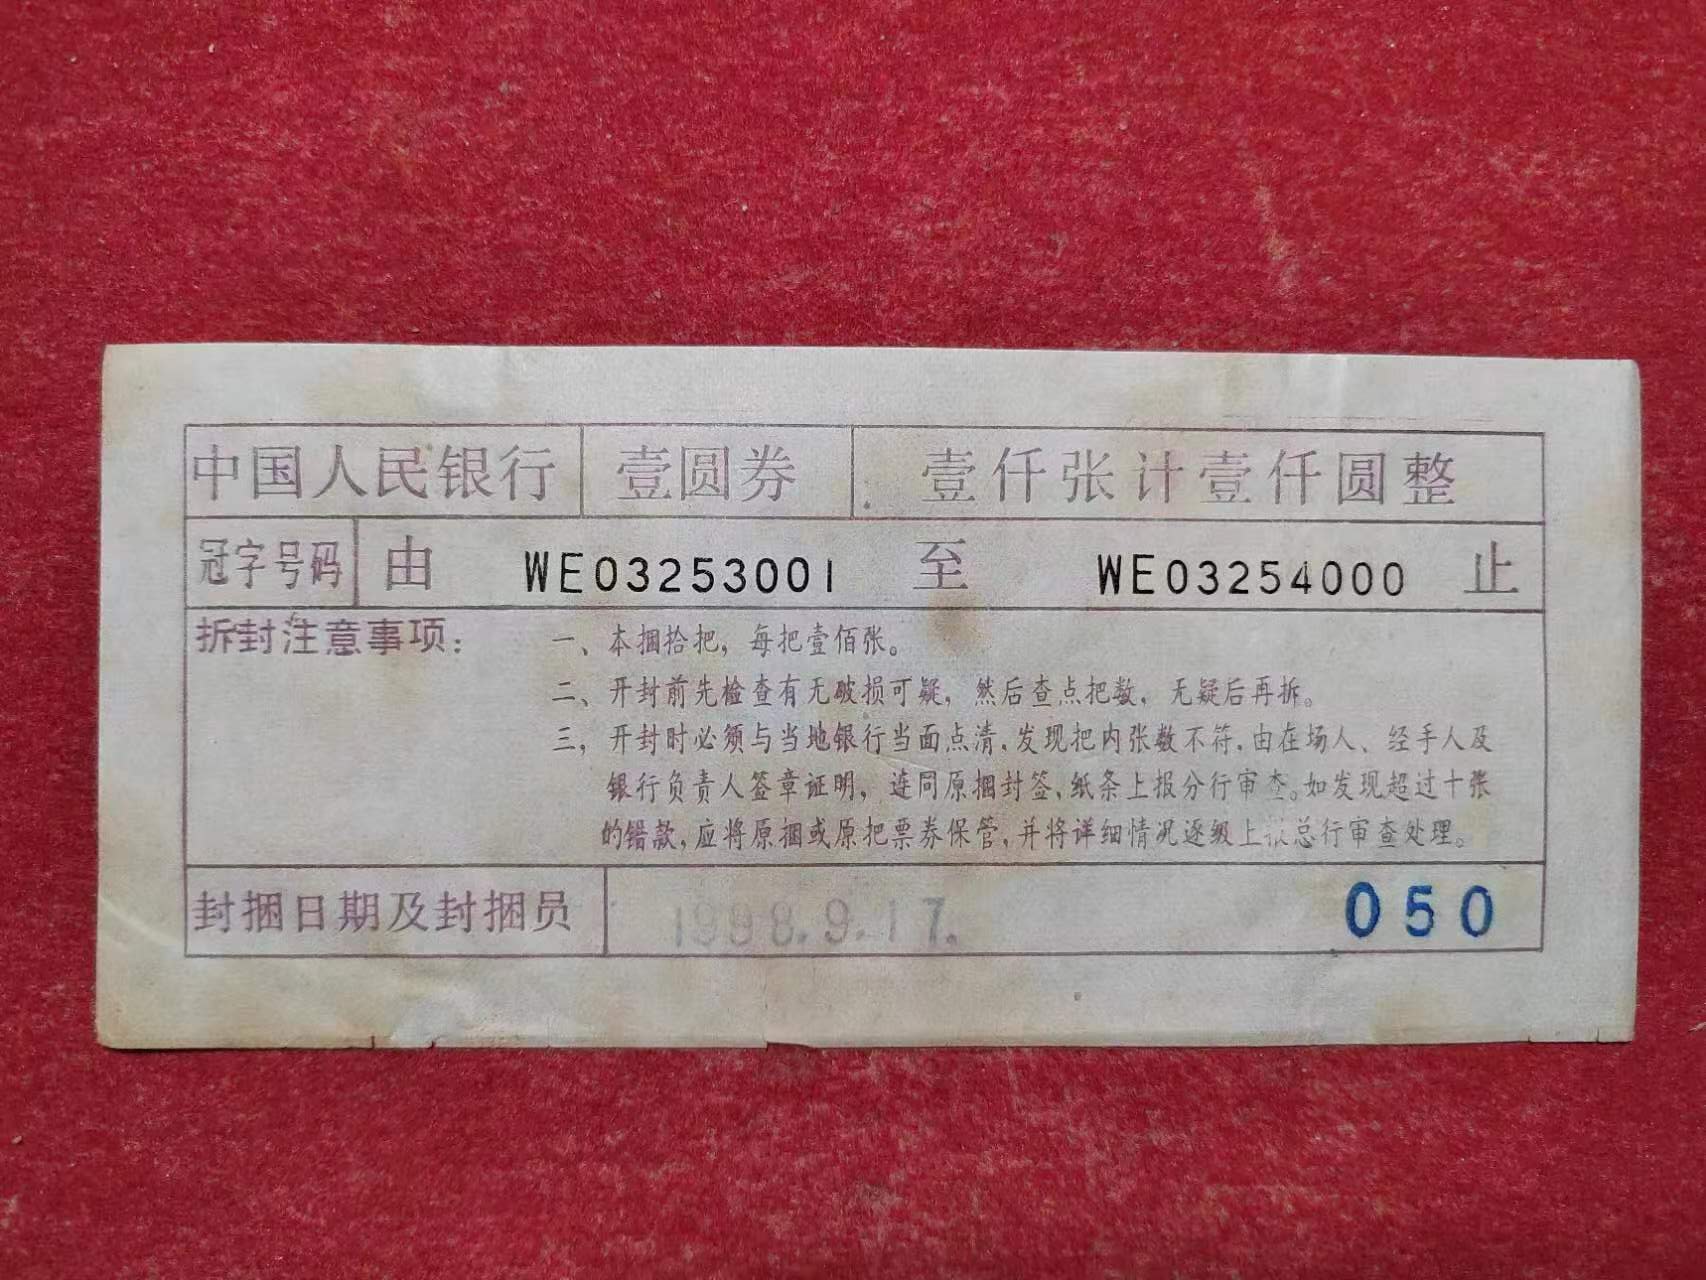 中国人民银行 壹圆券 壹仟张计壹仟圆整
冠字号码 由 WE03253001 至 WE03254000 止
拆封注意事项: 一、本捆拾把，每把壹佰张。
二、开封前先检查有无破损可疑，然后查点把数，无疑后再拆。
三，开封时必须与当地银行当面点清，发现把内张数不符，由在场人、经手人及
银行负责人签章证明，连同原捆封签、纸条上报分行审查。如发现超过十张
的错款，应将原捆或原把票券保管，并将详细情况逐级上报总行审查处理。
封捆日期及封捆员 1998.9.17. 050